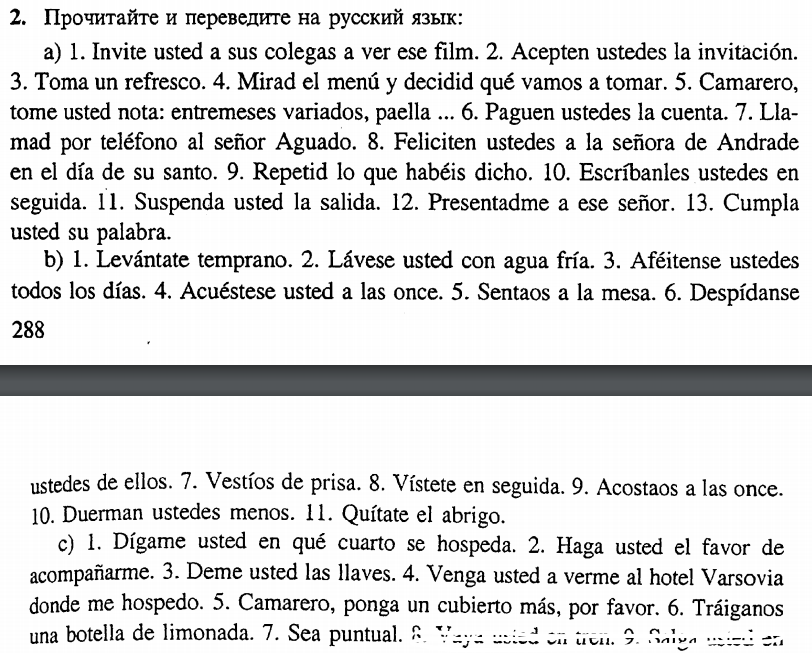 2. Прочитайте и переведите на русский язык:
a) 1. Invite usted a sus colegas a ver ese film. 2. Acepten ustedes la invitación.
3. Toma un refresco. 4. Mirad el menú y decidid qué vamos a tomar. 5. Camarero,
tome usted nota: entremeses variados, paella ... 6. Paguen ustedes la cuenta. 7. Lla-
mad por teléfono al señor Aguado. 8. Feliciten ustedes a la señora de Andrade
en el día de su santo. 9. Repetid lo que habéis dicho. 10. Escríbanles ustedes en
seguida. 11. Suspenda usted la salida. 12. Presentadme a ese señor. 13. Cumpla
usted su palabra.
b) 1. Levántate temprano. 2. Lávese usted con agua fría. 3. Aféitense ustedes
todos los días. 4. Acuéstese usted a las once. 5. Sentaos a la mesa. 6. Despídanse
288
ustedes de ellos. 7. Vestíos de prisa. 8. Vístete en seguida. 9. Acostaos a las once.
10. Duerman ustedes menos. 11. Quítate el abrigo.
c) 1. Dígame usted en qué cuarto se hospeda. 2. Haga usted el favor de
acompañarme. 3. Deme usted las llaves. 4. Venga usted a verme al hotel Varsovia
donde me hospedo. 5. Camarero, ponga un cubierto más, por favor. 6. Tráiganos
una botella de limonada. 7. Sea puntual. 8. Vaya usted en tren. 9. Salga usted en